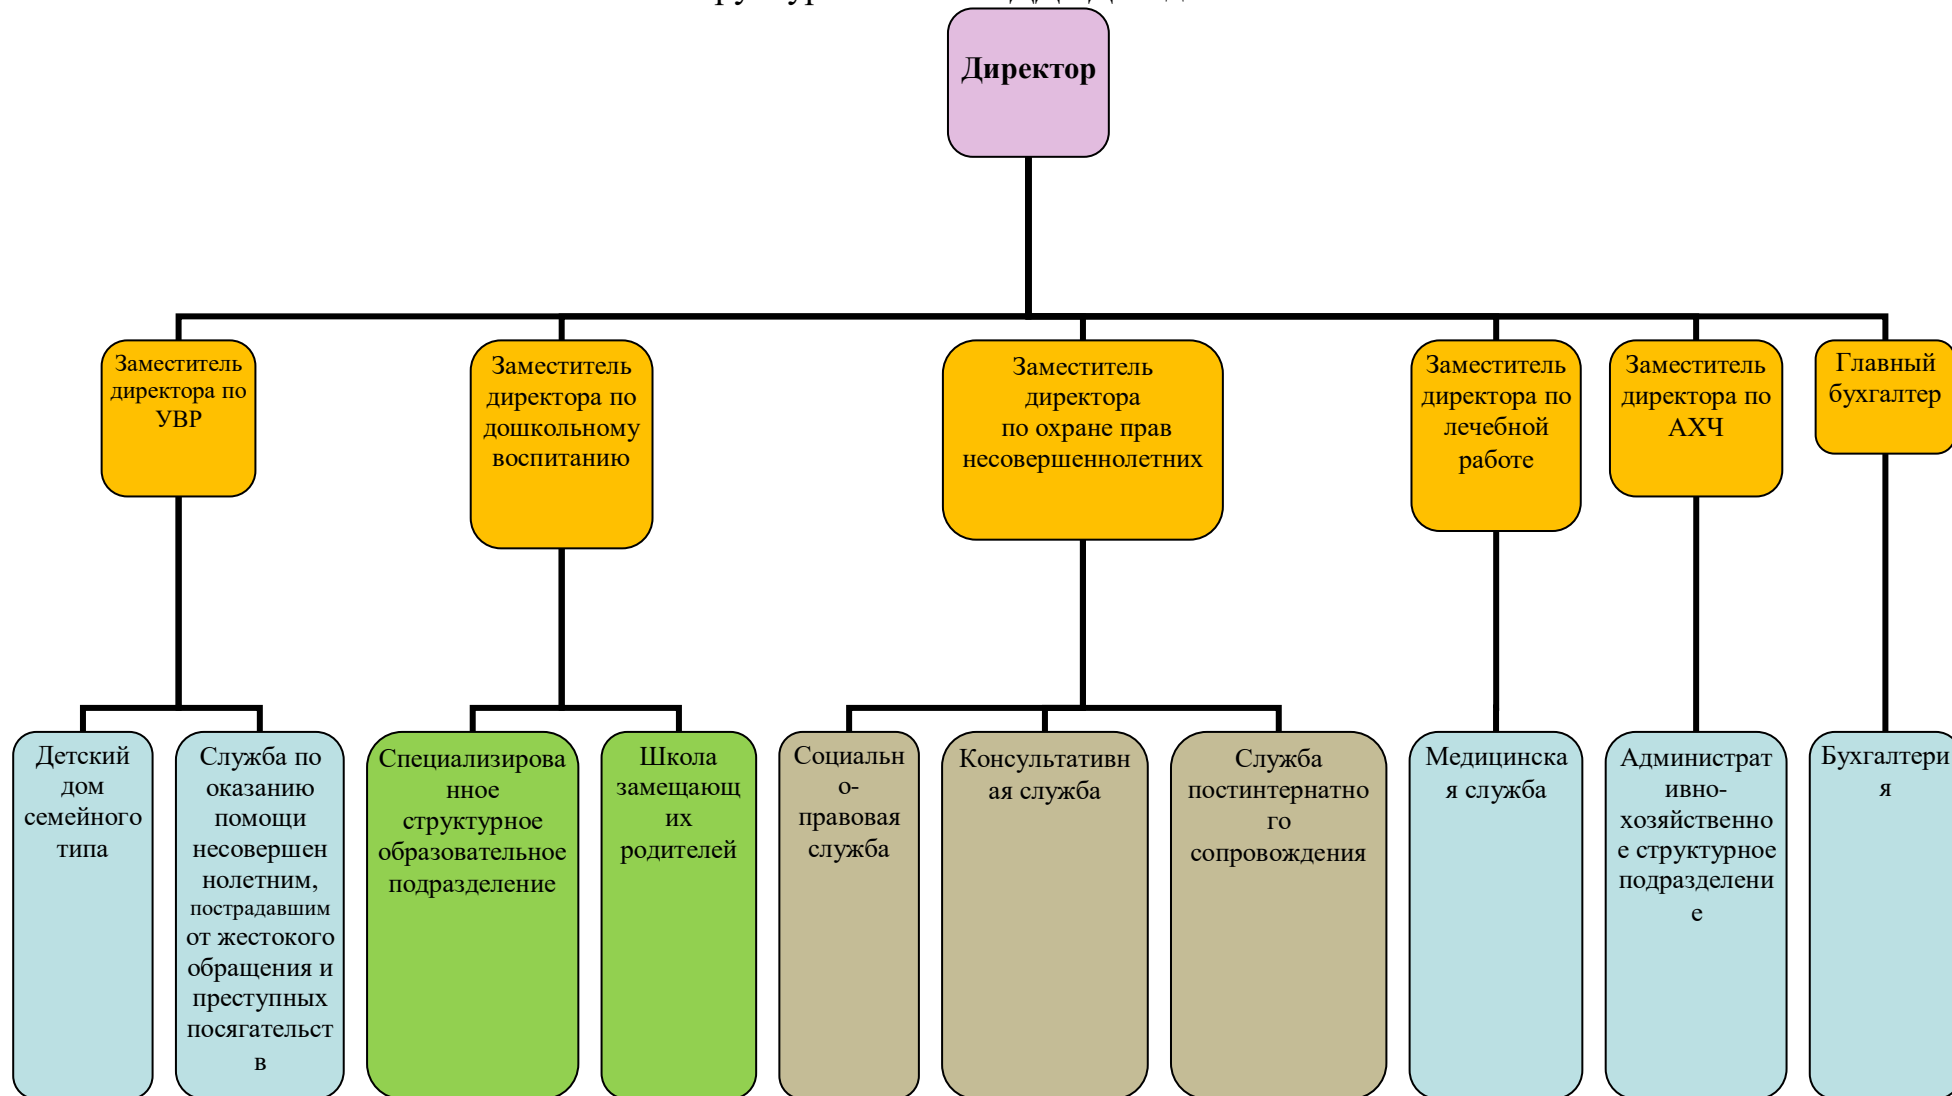 Директор
Заместитель
директора по
УВР
Заместитель
директора по
дошкольному
воспитанию
Заместитель
директора
по охране прав
несовершеннолетних
Заместитель
директора по
лечебной
работе
Заместитель
директора по
АХЧ
Главный
бухгалтер
Детский
дом
семейного
типа
Служба по
оказанию
помощи
несовершен
нолетним,
пострадавшим
от жестокого
обращения и
преступных
посягательст
в
Специализирова
нное
структурное
образовательное
подразделение
Школа
замещающ
их
родителей
Социальн
о-
правовая
служба
Консультативн
ая служба
Служба
постинтернатно
го
сопровождения
Медицинска
я служба
Администрат
ивно-
хозяйственно
е структурное
подразделени
е
Бухгалтери
я